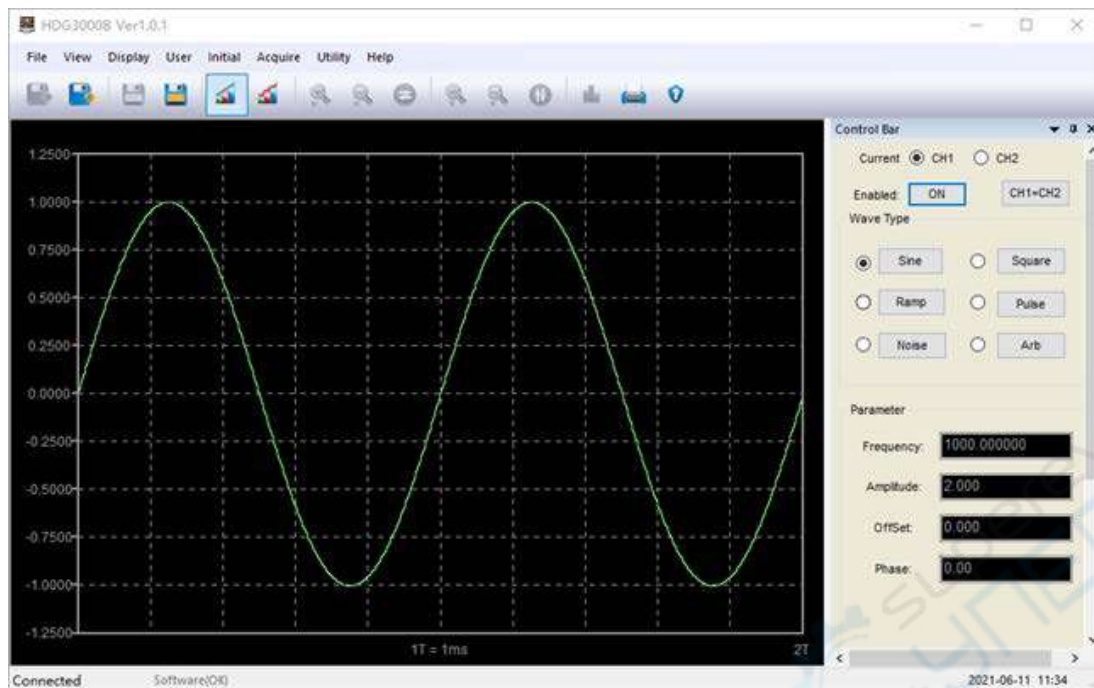 HDG3000B Ver1.0.1
File View Display User Initial Acquire Utility Help
Control Bar
Current CH1 CH2
Enabled: ON CH1=CH2
Wave Type
Sine Square
Ramp Pulse
Noise Arb
Parameter
Frequency: 1000.000000
Amplitude: 2.000
OffSet: 0.000
Phase: 0.00
1.2500
1.0000
0.7500
0.5000
0.2500
0.0000
-0.2500
-0.5000
-0.7500
-1.0000
-1.2500
1T = 1ms 2T
Connected Software(OK) 2021-06-11 11:34